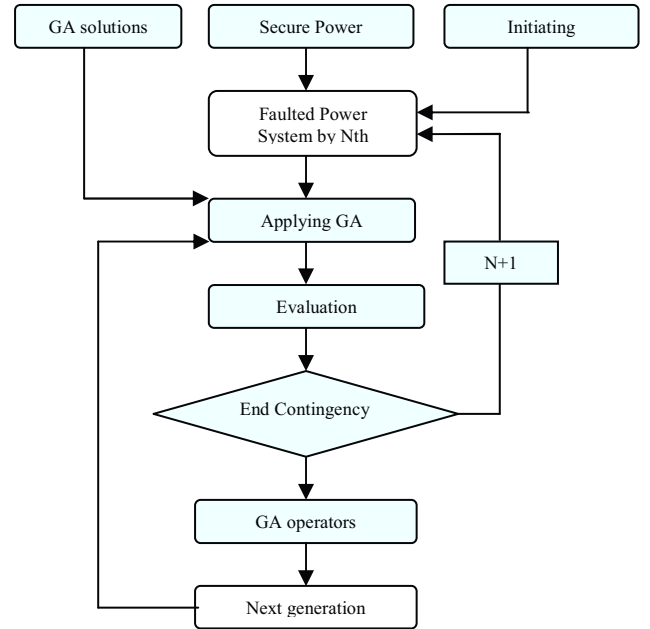 GA solutions
Secure Power
Initiating
Faulted Power
System by Nth
Applying GA
N+1
Evaluation
End Contingency
GA operators
Next generation